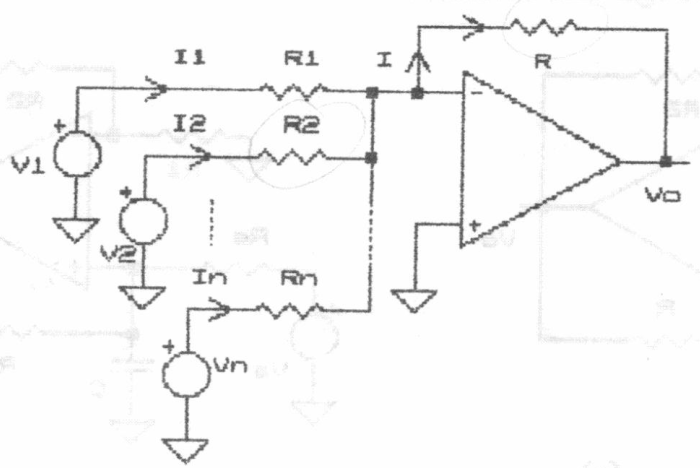 I1 R1 I R
V1 I2 R2
V2 Vo
In Rn
Vn
+ + + - +